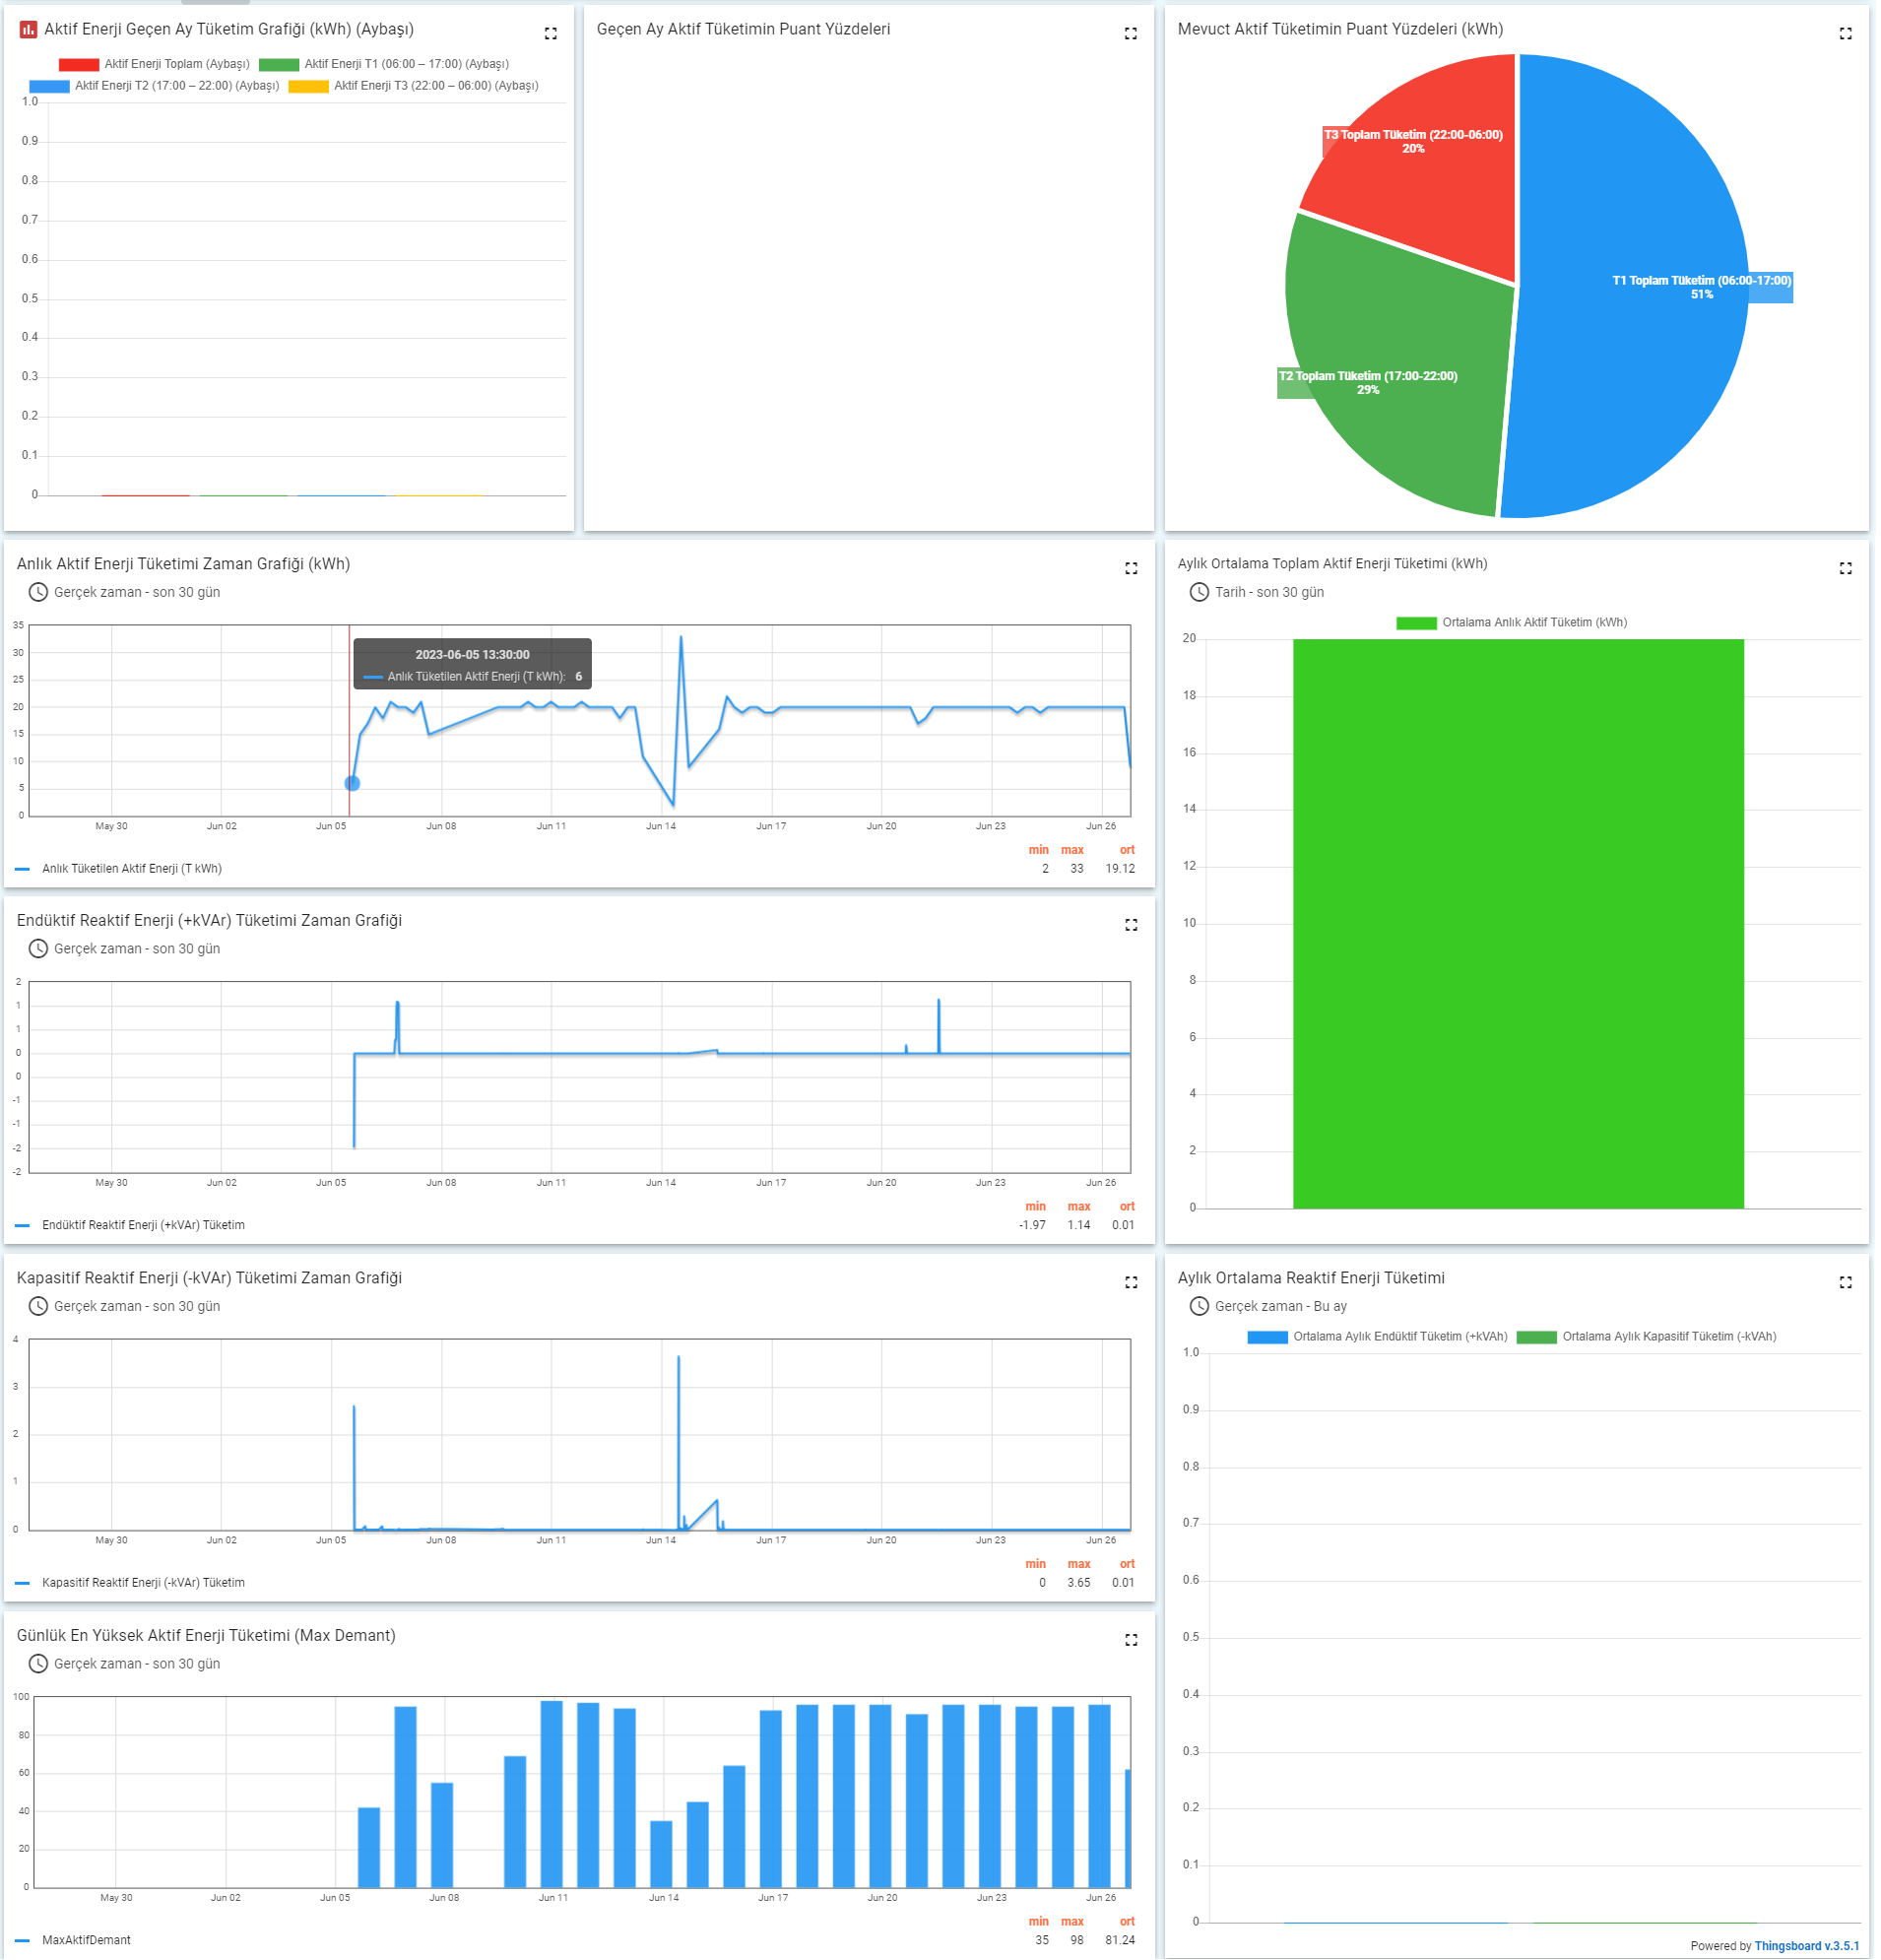 Aktif Enerji Geçen Ay Tüketim Grafiği (kWh) (Aybaşı)
Aktif Enerji Toplam (Aybaşı) Aktif Enerji T1 (06:00 – 17:00) (Aybaşı)
Aktif Enerji T2 (17:00 – 22:00) (Aybaşı) Aktif Enerji T3 (22:00 – 06:00) (Aybaşı)
1.0
0.9
0.8
0.7
0.6
0.5
0.4
0.3
0.2
0.1
0
Geçen Ay Aktif Tüketimin Puant Yüzdeleri
Mevuct Aktif Tüketimin Puant Yüzdeleri (kWh)
T3 Toplam Tüketim (22:00-06:00)
20%
T1 Toplam Tüketim (06:00-17:00)
51%
T2 Toplam Tüketim (17:00-22:00)
29%
Anlık Aktif Enerji Tüketimi Zaman Grafiği (kWh)
Gerçek zaman - son 30 gün
35
30
25
20
15
10
5
0
2023-06-05 13:30:00
Anlık Tüketilen Aktif Enerji (T kWh): 6
May 30 Jun 02 Jun 05 Jun 08 Jun 11 Jun 14 Jun 17 Jun 20 Jun 23 Jun 26
min max ort
Anlık Tüketilen Aktif Enerji (T kWh) 2 33 19.12
Aylık Ortalama Toplam Aktif Enerji Tüketimi (kWh)
Tarih - son 30 gün
Ortalama Anlık Aktif Tüketim (kWh)
20
18
16
14
12
10
8
6
4
2
0
Endüktif Reaktif Enerji (+kVAr) Tüketimi Zaman Grafiği
Gerçek zaman - son 30 gün
2
1
1
0
0
-1
-1
-2
-2
May 30 Jun 02 Jun 05 Jun 08 Jun 11 Jun 14 Jun 17 Jun 20 Jun 23 Jun 26
min max ort
Endüktif Reaktif Enerji (+kVAr) Tüketim -1.97 1.14 0.01
Kapasitif Reaktif Enerji (-kVAr) Tüketimi Zaman Grafiği
Gerçek zaman - son 30 gün
4
3
2
1
0
May 30 Jun 02 Jun 05 Jun 08 Jun 11 Jun 14 Jun 17 Jun 20 Jun 23 Jun 26
min max ort
Kapasitif Reaktif Enerji (-kVAr) Tüketim 0 3.65 0.01
Aylık Ortalama Reaktif Enerji Tüketimi
Gerçek zaman - Bu ay
Ortalama Aylık Endüktif Tüketim (+kVAh) Ortalama Aylık Kapasitif Tüketim (-kVAh)
1.0
0.9
0.8
0.7
0.6
0.5
0.4
0.3
0.2
0.1
0
Günlük En Yüksek Aktif Enerji Tüketimi (Max Demant)
Gerçek zaman - son 30 gün
100
80
60
40
20
0
May 30 Jun 02 Jun 05 Jun 08 Jun 11 Jun 14 Jun 17 Jun 20 Jun 23 Jun 26
min max ort
MaxAktifDemant 35 98 81.24
Powered by Thingsboard v.3.5.1